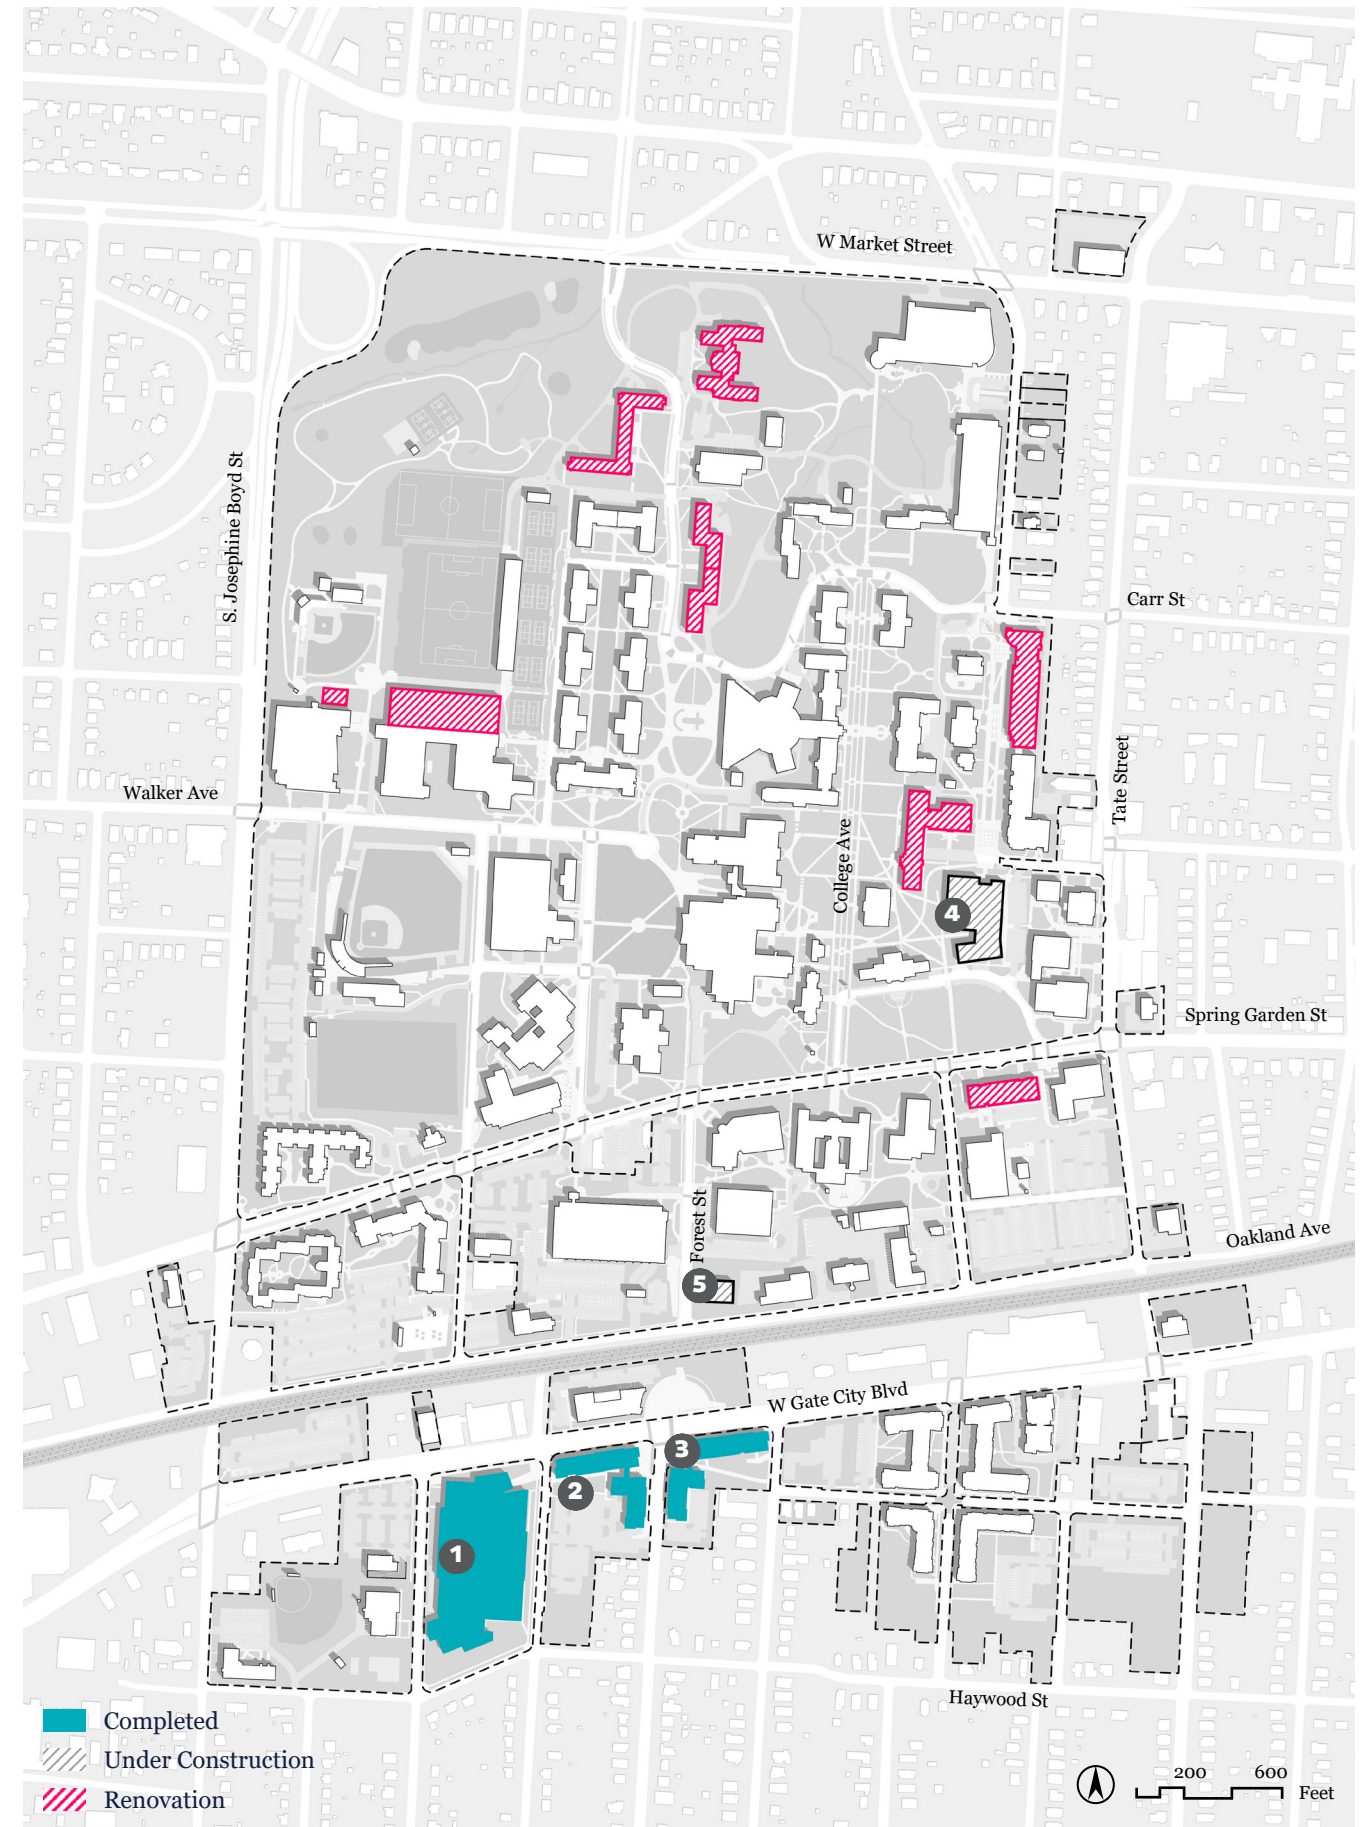 W Market Street
S. Josephine Boyd St
Carr St
Tate Street
Walker Ave
College Ave
4
Spring Garden St
Forest St
Oakland Ave
5
W Gate City Blvd
3
2
1
Haywood St
Completed
Under Construction
Renovation
200 600
Feet